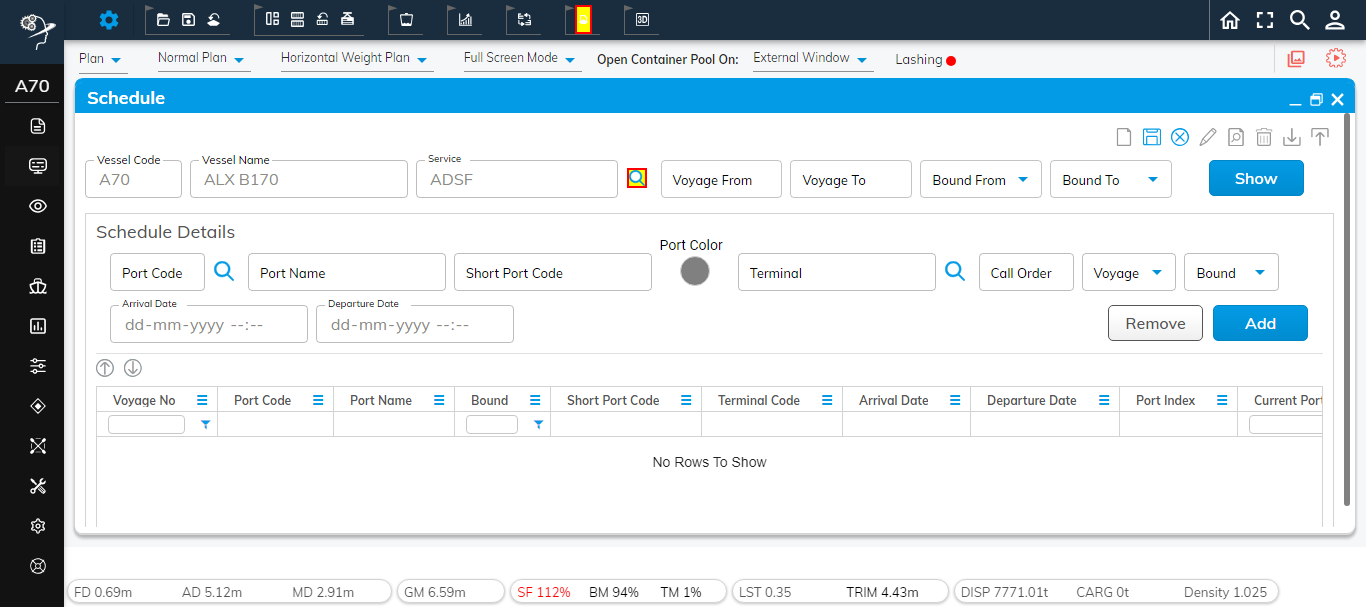 3D
A70
Plan
Normal Plan
Horizontal Weight Plan
Full Screen Mode
Open Container Pool On:
External Window
Lashing
Schedule
Vessel Code
A70
Vessel Name
ALX B170
Service
ADSF
Voyage From
Voyage To
Bound From
Bound To
Show
Schedule Details
Port Code
Port Name
Short Port Code
Port Color
Terminal
Call Order
Voyage
Bound
Arrival Date
dd-mm-yyyy --:--
Departure Date
dd-mm-yyyy --:--
Remove
Add
Voyage No
Port Code
Port Name
Bound
Short Port Code
Terminal Code
Arrival Date
Departure Date
Port Index
Current Port
No Rows To Show
FD 0.69m
AD 5.12m
MD 2.91m
GM 6.59m
SF 112%
BM 94%
TM 1%
LST 0.35
TRIM 4.43m
DISP 7771.01t
CARG 0t
Density 1.025